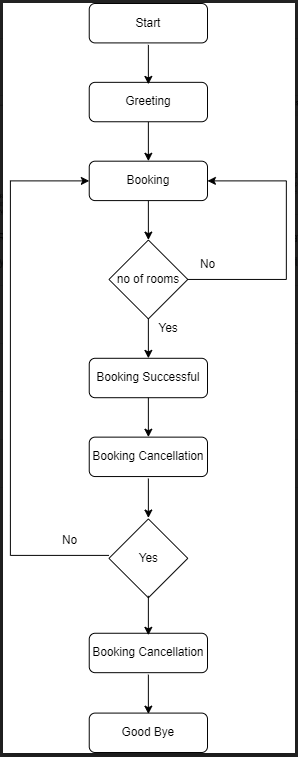 Start
Greeting
Booking
no of rooms
No
Yes
Booking Successful
Booking Cancellation
No
Yes
Booking Cancellation
Good Bye